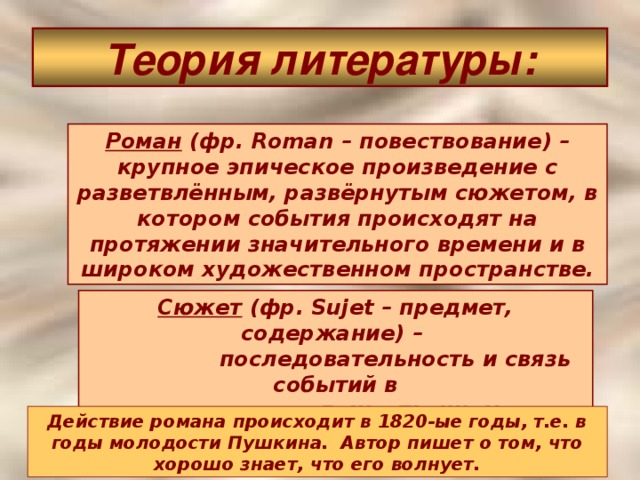 Теория литературы:
Роман (фр. Roman – повествование) –
крупное эпическое произведение с
разветвлённым, развёрнутым сюжетом, в
котором события происходят на
протяжении значительного времени и в
широком художественном пространстве.
Сюжет (фр. Sujet – предмет,
содержание) –
последовательность и связь
событий в
Действие романа происходит в 1820-ые годы, т.е. в
годы молодости Пушкина. Автор пишет о том, что
хорошо знает, что его волнует.